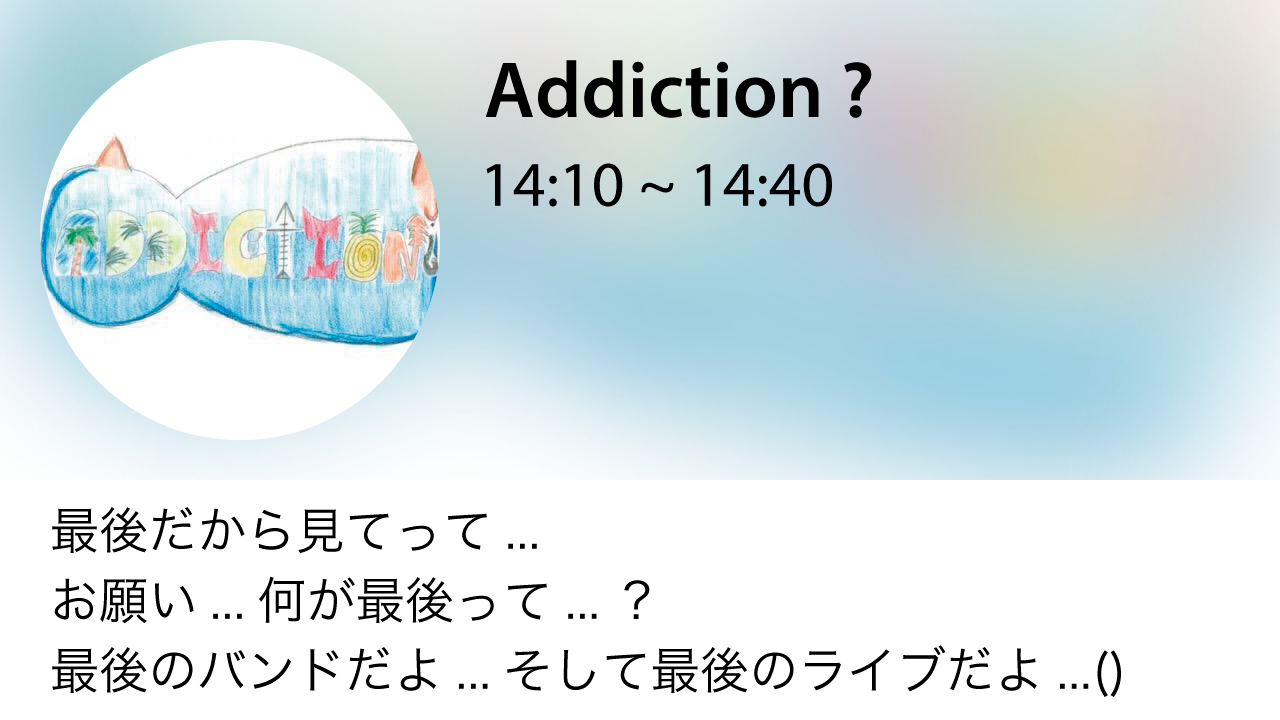 Addiction ?
14:10 ~ 14:40
ADDICTION
最後だから見てって ...
お願い ... 何が最後って ... ？
最後のバンドだよ ... そして最後のライブだよ ...()